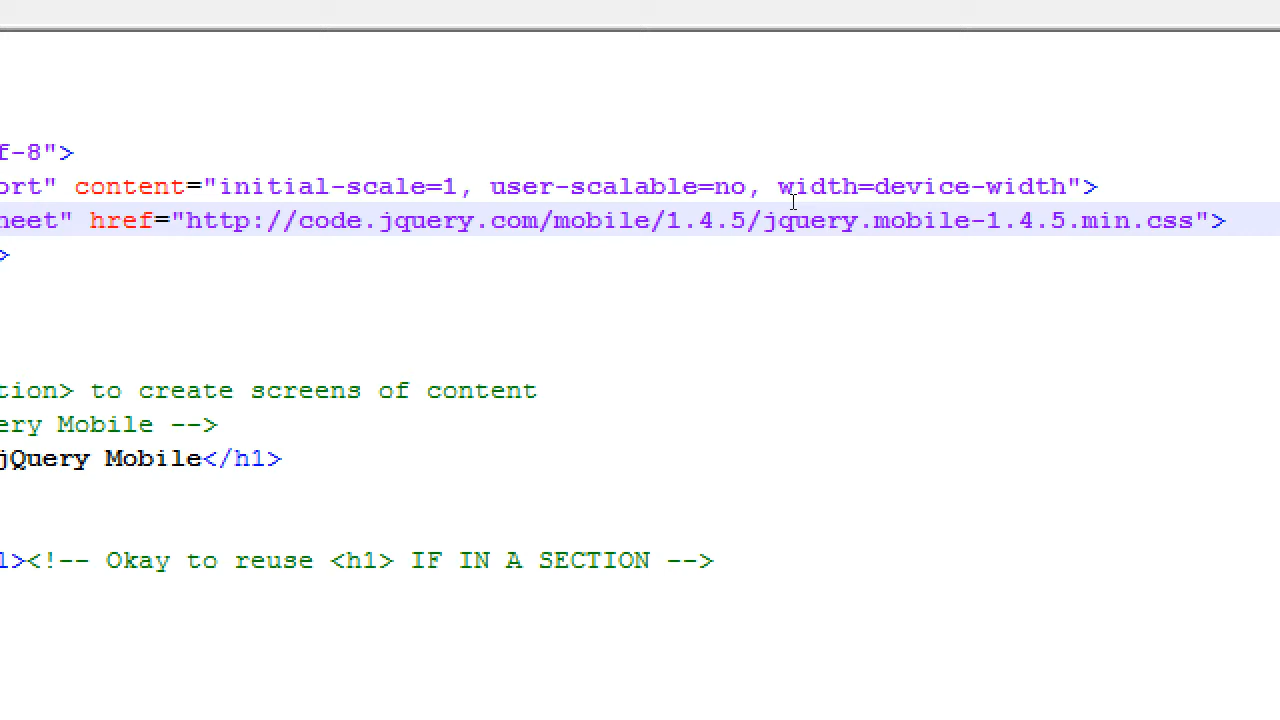 f-8">
ort" content="initial-scale=1, user-scalable=no, width=device-width">
heet" href="http://code.jquery.com/mobile/1.4.5/jquery.mobile-1.4.5.min.css">
>
tion> to create screens of content
ery Mobile -->
jQuery Mobile</h1>
1><!-- Okay to reuse <h1> IF IN A SECTION -->